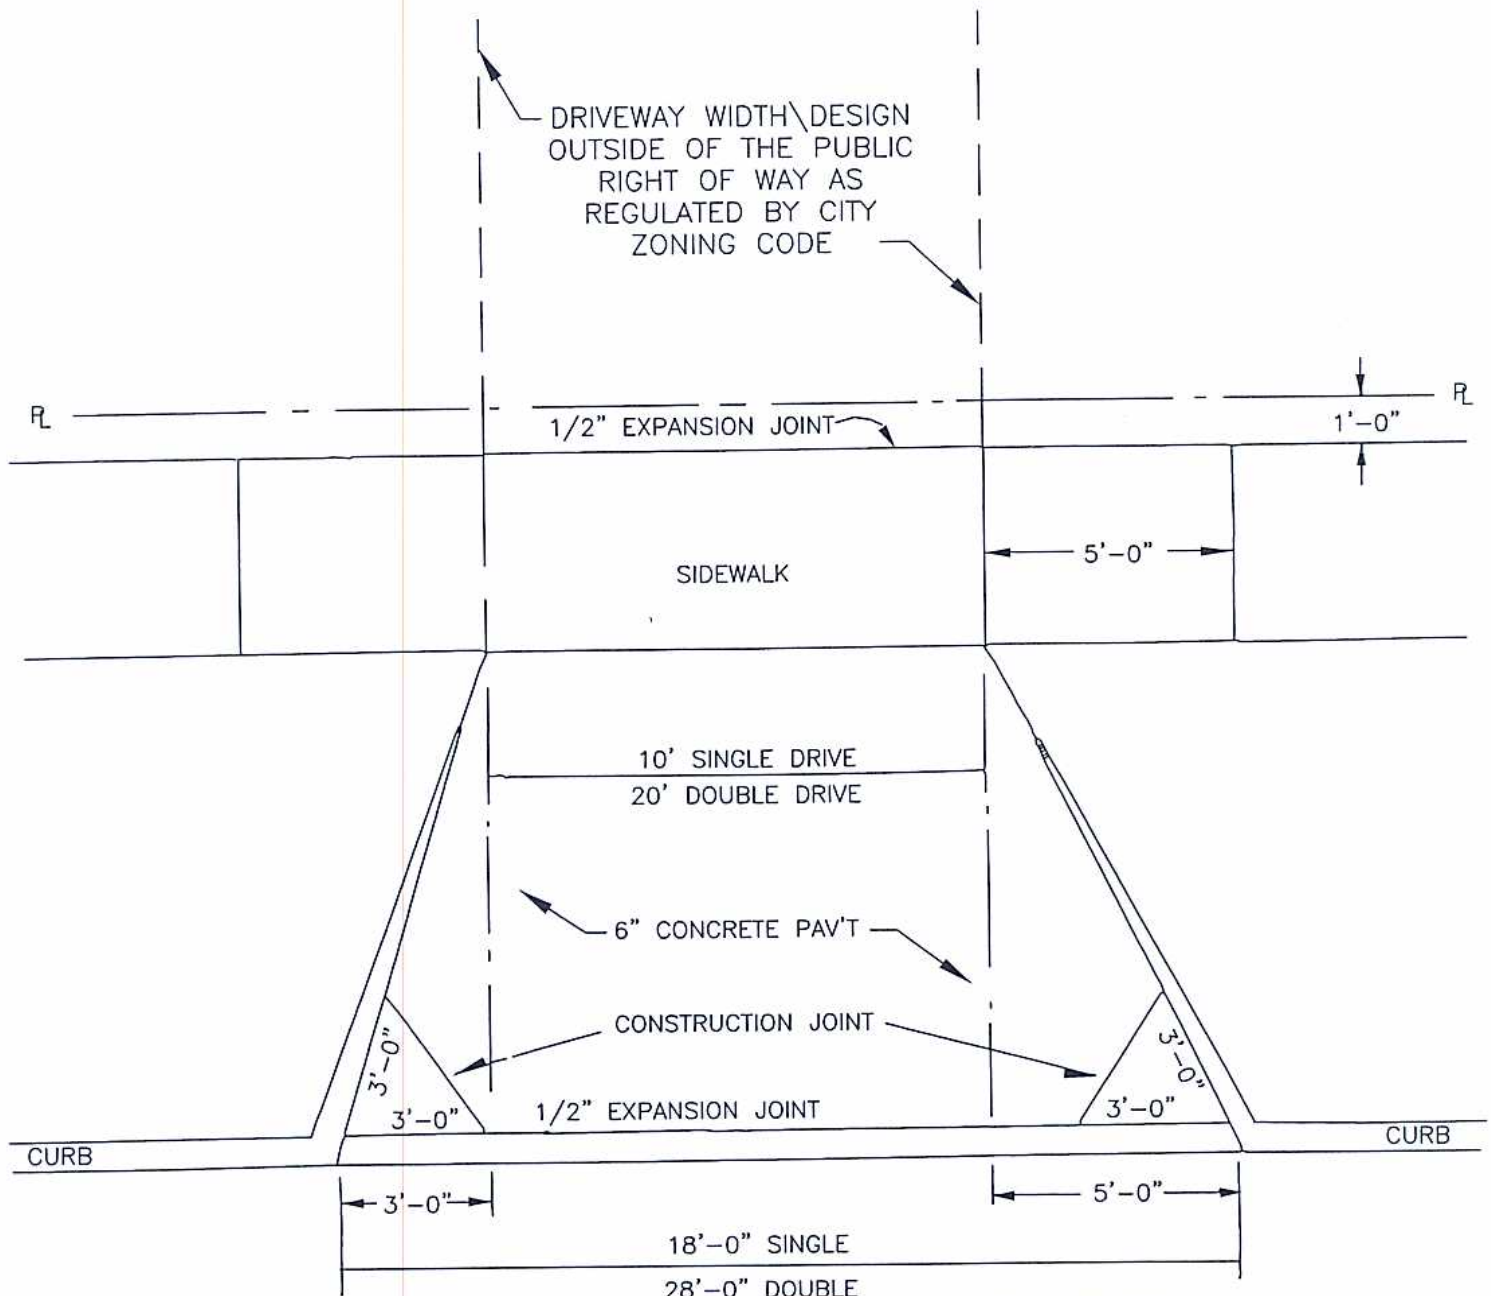 DRIVEWAY WIDTH\DESIGN
OUTSIDE OF THE PUBLIC
RIGHT OF WAY AS
REGULATED BY CITY
ZONING CODE
PL
PL
1/2" EXPANSION JOINT
1'-0"
5'-0"
SIDEWALK
10' SINGLE DRIVE
20' DOUBLE DRIVE
6" CONCRETE PAV'T
CONSTRUCTION JOINT
3'-0"
3'-0"
3'-0"
3'-0"
1/2" EXPANSION JOINT
CURB
CURB
3'-0"
5'-0"
18'-0" SINGLE
28'-0" DOUBLE